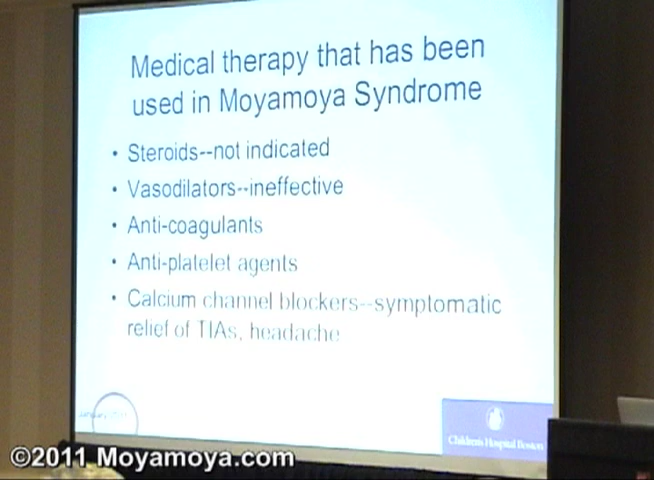 Medical therapy that has been
used in Moyamoya Syndrome
• Steroids--not indicated
• Vasodilators--ineffective
• Anti-coagulants
• Anti-platelet agents
• Calcium channel blockers--symptomatic
relief of TIAs, headache
Children's Hospital Boston
©2011 Moyamoya.com